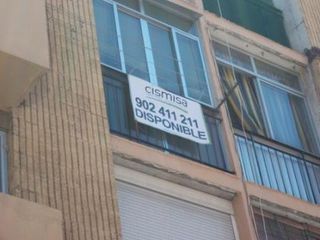 cismisa
902 411 211
DISPONIBLE